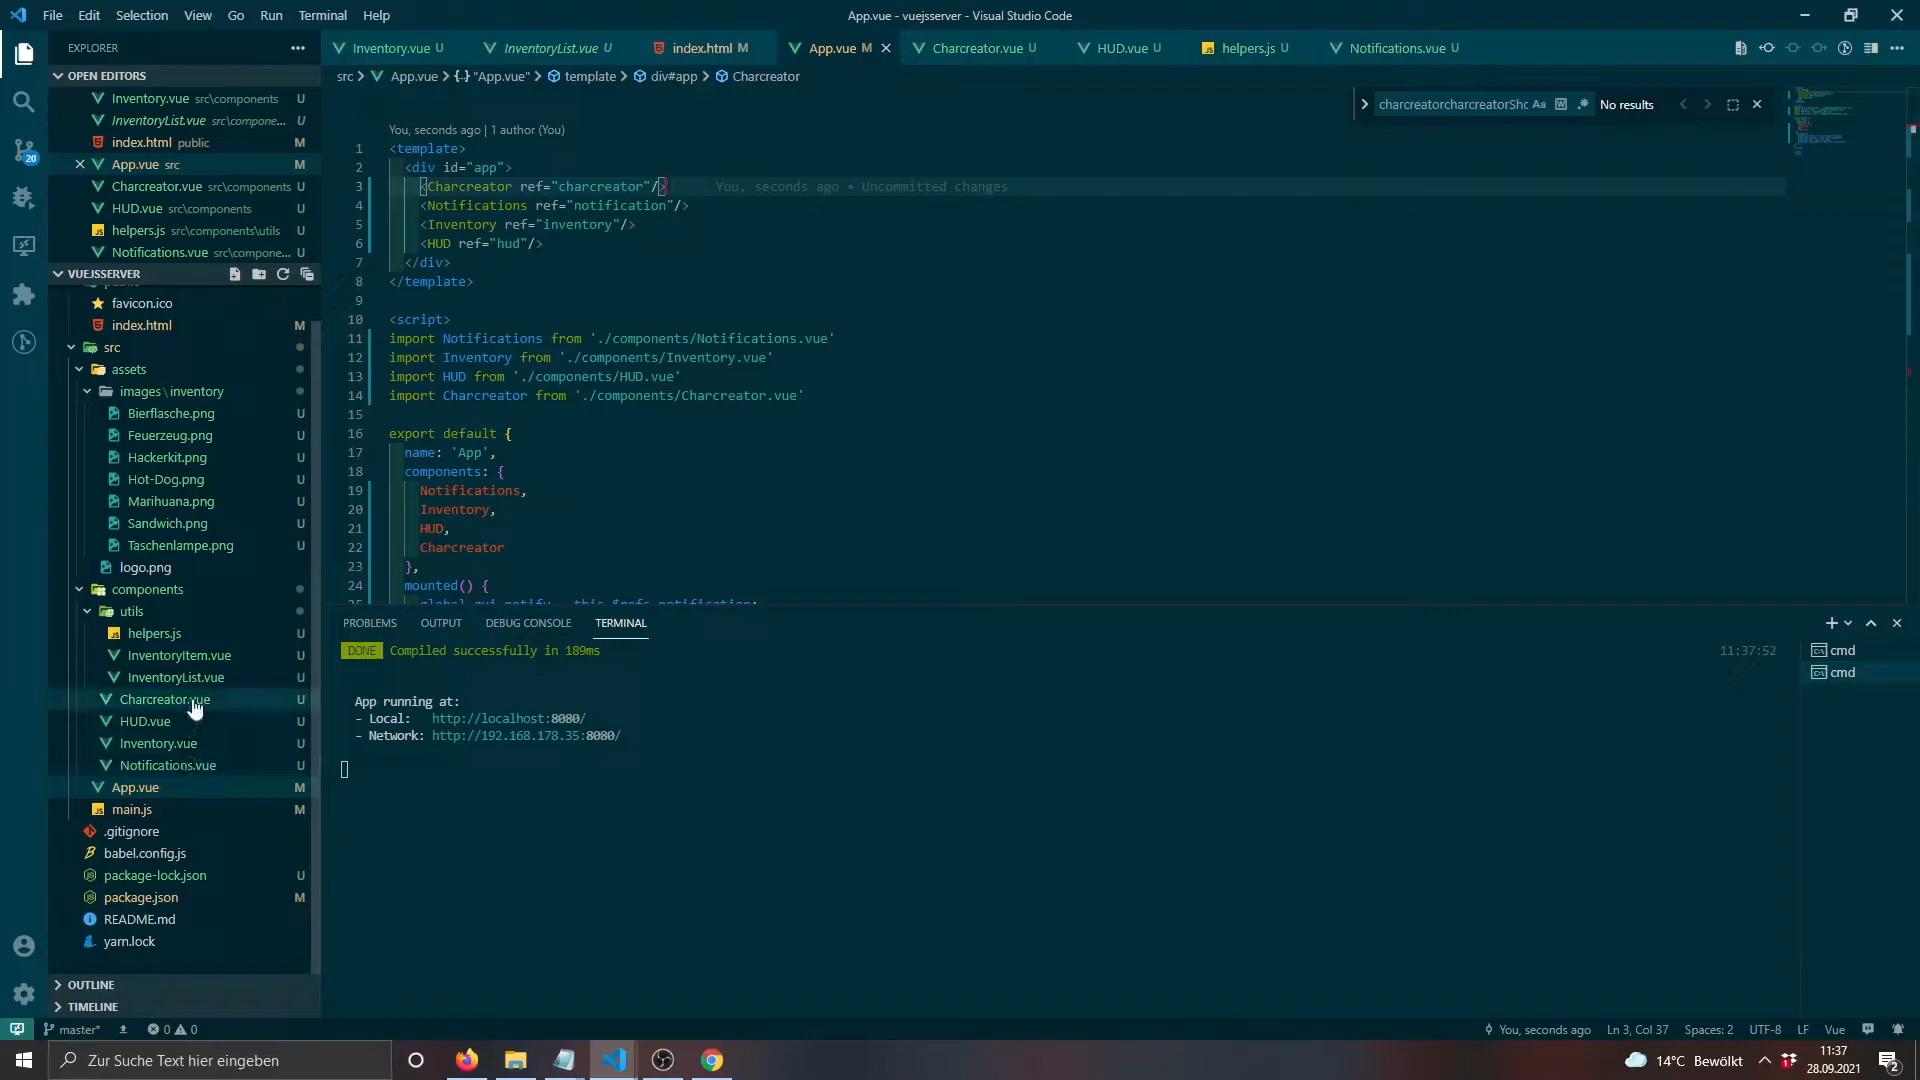 File Edit Selection View Go Run Terminal Help
App.vue - vuejsserver - Visual Studio Code
EXPLORER
Inventory.vue U
InventoryList.vue U
index.html M
App.vue M
Charcreator.vue U
HUD.vue U
helpers.js U
Notifications.vue U
OPEN EDITORS
Inventory.vue src\components U
InventoryList.vue src\compone... U
index.html public M
App.vue src M
Charcreator.vue src\components U
HUD.vue src\components U
helpers.js src\components\utils U
Notifications.vue src\compone... U
VUEJSSERVER
public
favicon.ico
index.html M
src
assets
images\inventory
Bierflasche.png U
Feuerzeug.png U
Hackerkit.png U
Hot-Dog.png U
Marihuana.png U
Sandwich.png U
Taschenlampe.png U
logo.png
components
utils
helpers.js U
InventoryItem.vue U
InventoryList.vue U
Charcreator.vue U
HUD.vue U
Inventory.vue U
Notifications.vue U
App.vue M
main.js M
.gitignore
babel.config.js
package-lock.json U
package.json M
README.md
yarn.lock
OUTLINE
TIMELINE
src > App.vue > {} "App.vue" > template > div#app > Charcreator
charcreatorcharcreatorSho Aa No results
You, seconds ago | 1 author (You)
1 <template>
2 <div id="app">
3 <Charcreator ref="charcreator"/> You, seconds ago • Uncommitted changes
4 <Notifications ref="notification"/>
5 <Inventory ref="inventory"/>
6 <HUD ref="hud"/>
7 </div>
8 </template>
9
10 <script>
11 import Notifications from './components/Notifications.vue'
12 import Inventory from './components/Inventory.vue'
13 import HUD from './components/HUD.vue'
14 import Charcreator from './components/Charcreator.vue'
15
16 export default {
17 name: 'App',
18 components: {
19 Notifications,
20 Inventory,
21 HUD,
22 Charcreator
23 },
24 mounted() {
25 global.gui.notify = this.$refs.notification;
PROBLEMS OUTPUT DEBUG CONSOLE TERMINAL
DONE Compiled successfully in 189ms 11:37:52
App running at:
- Local: http://localhost:8080/
- Network: http://192.168.178.35:8080/
cmd
cmd
20
master* 0 0
You, seconds ago Ln 3, Col 37 Spaces: 2 UTF-8 LF Vue
Zur Suche Text hier eingeben
14°C Bewölkt
11:37
28.09.2021
2